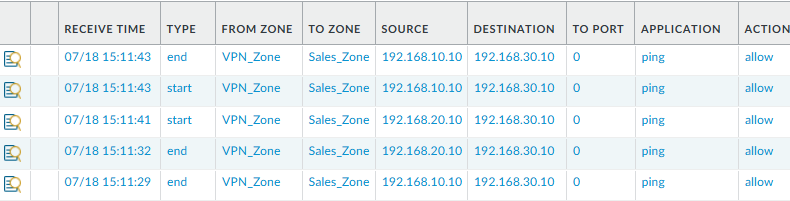 RECEIVE TIME TYPE FROM ZONE TO ZONE SOURCE DESTINATION TO PORT APPLICATION ACTION
07/18 15:11:43 end VPN_Zone Sales_Zone 192.168.10.10 192.168.30.10 0 ping allow
07/18 15:11:43 start VPN_Zone Sales_Zone 192.168.10.10 192.168.30.10 0 ping allow
07/18 15:11:41 start VPN_Zone Sales_Zone 192.168.20.10 192.168.30.10 0 ping allow
07/18 15:11:32 end VPN_Zone Sales_Zone 192.168.20.10 192.168.30.10 0 ping allow
07/18 15:11:29 end VPN_Zone Sales_Zone 192.168.10.10 192.168.30.10 0 ping allow